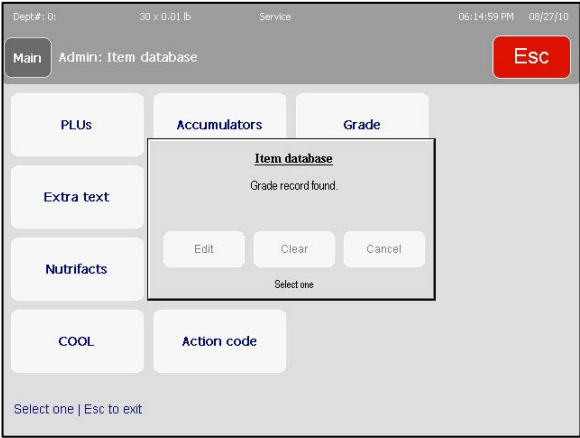 Dept#: 0: 30 x 0.01 lb Service 06:14:59 PM 08/27/10
Main Admin: Item database Esc
PLUs Accumulators Grade
Item database
Grade record found.
Extra text
Edit Clear Cancel
Nutrifacts
Select one
COOL Action code
Select one | Esc to exit